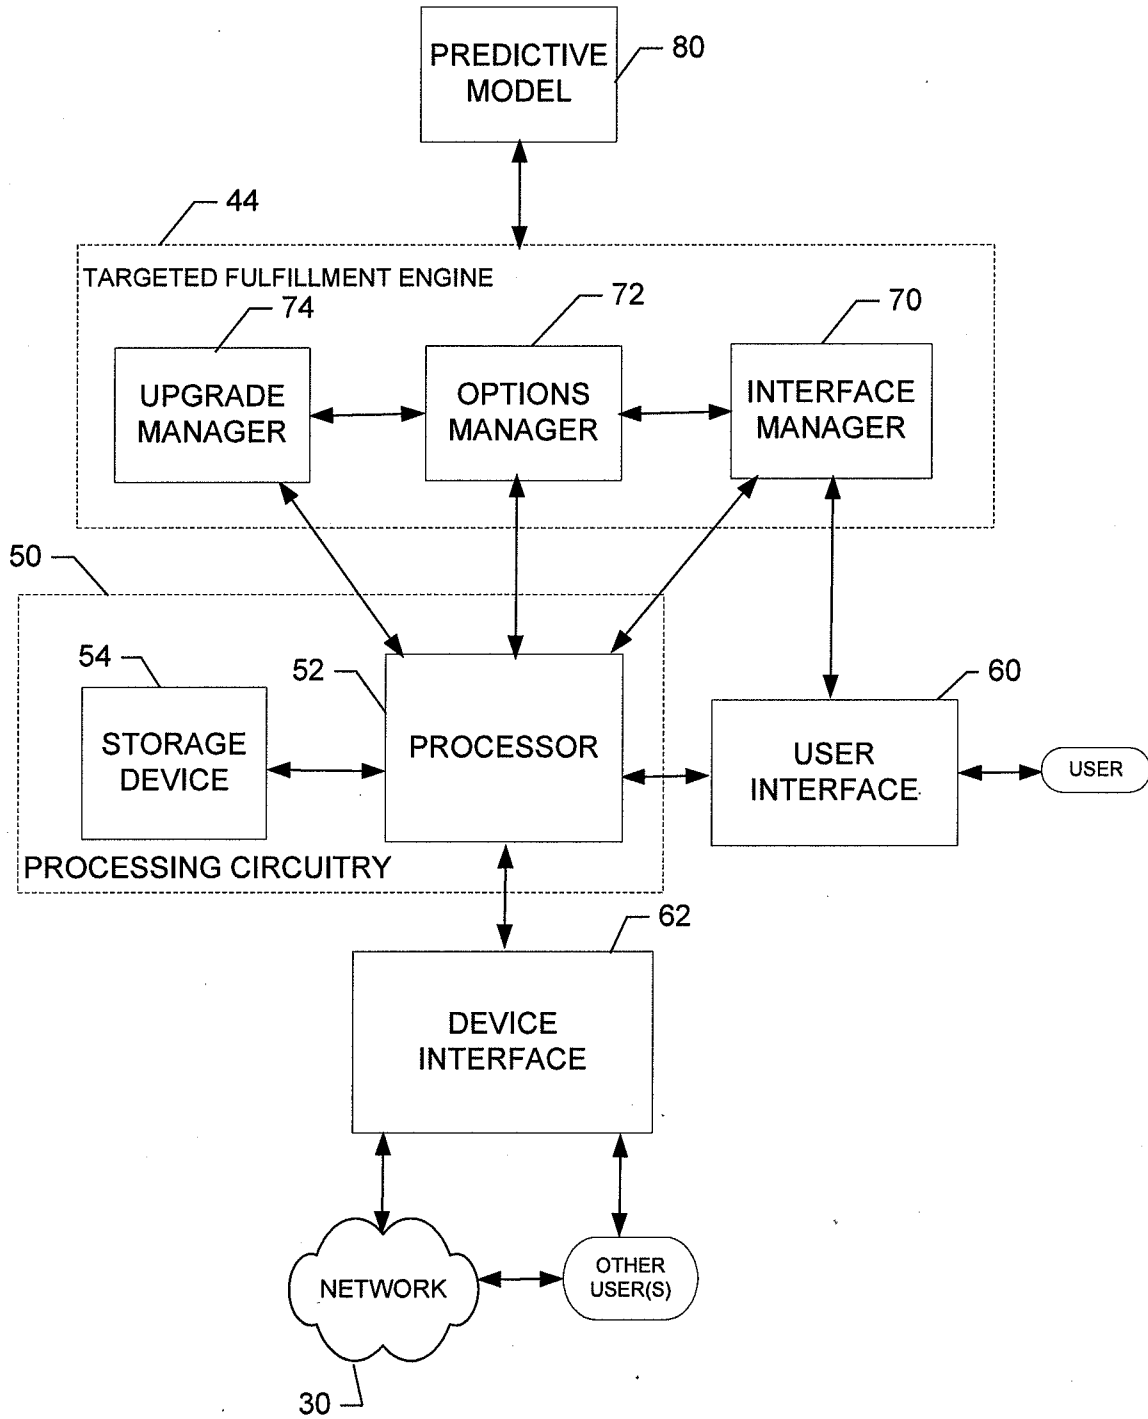 PREDICTIVE
MODEL
80
44
TARGETED FULFILLMENT ENGINE
74
72
70
UPGRADE
MANAGER
OPTIONS
MANAGER
INTERFACE
MANAGER
50
54
52
60
STORAGE
DEVICE
PROCESSOR
USER
INTERFACE
USER
PROCESSING CIRCUITRY
62
DEVICE
INTERFACE
NETWORK
OTHER
USER(S)
30